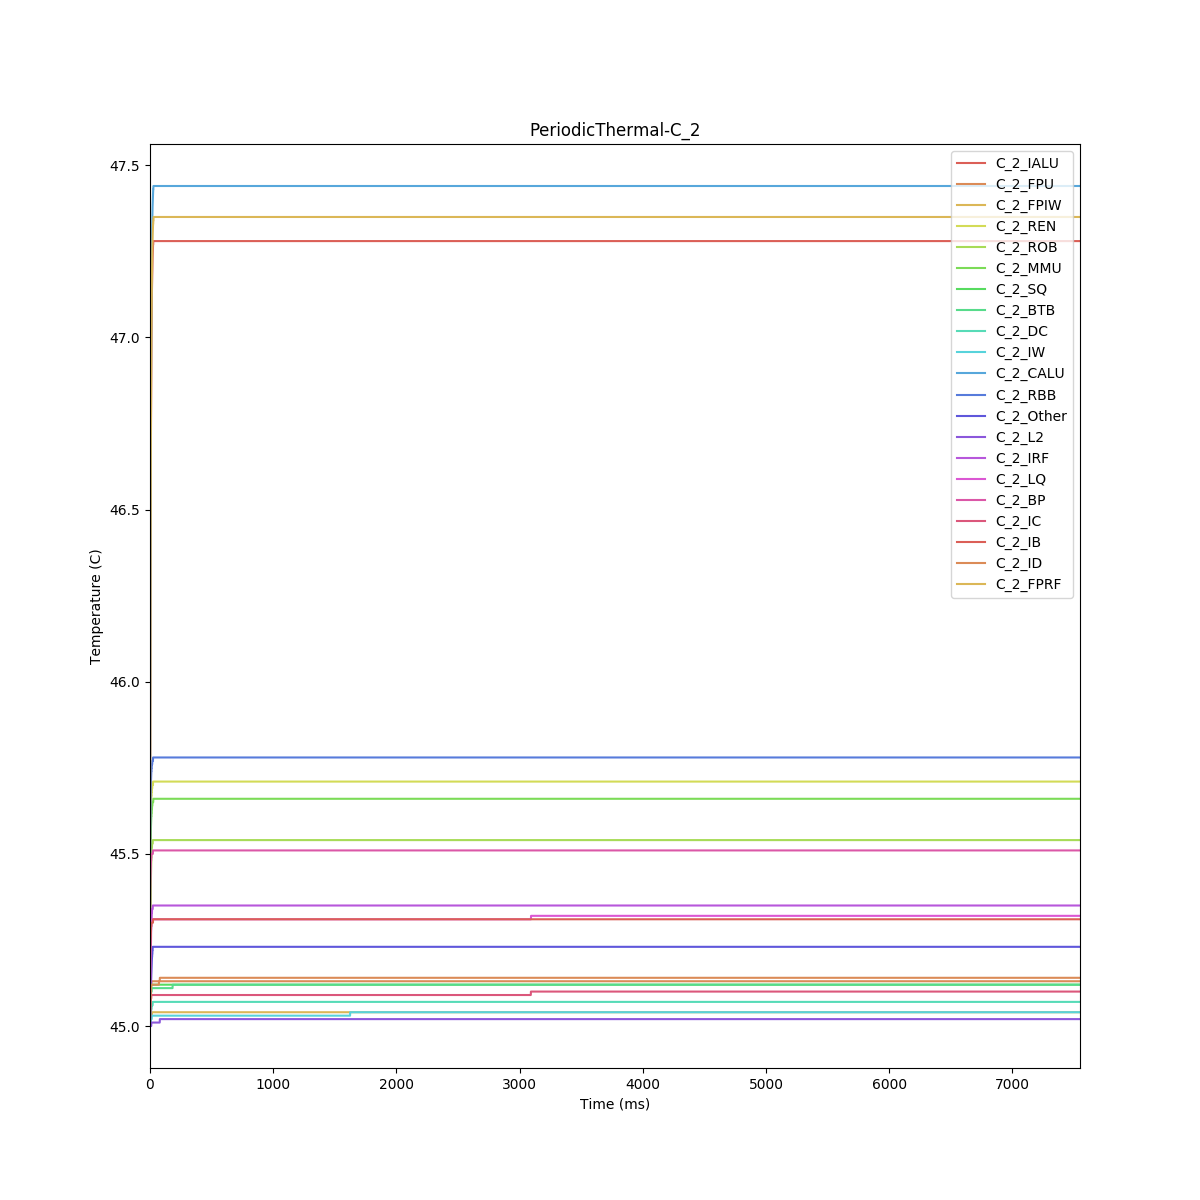 PeriodicThermal-C_2
47.5
47.0
46.5
46.0
45.5
45.0
Temperature (C)
0 1000 2000 3000 4000 5000 6000 7000
Time (ms)
C_2_IALU
C_2_FPU
C_2_FPIW
C_2_REN
C_2_ROB
C_2_MMU
C_2_SQ
C_2_BTB
C_2_DC
C_2_IW
C_2_CALU
C_2_RBB
C_2_Other
C_2_L2
C_2_IRF
C_2_LQ
C_2_BP
C_2_IC
C_2_IB
C_2_ID
C_2_FPRF